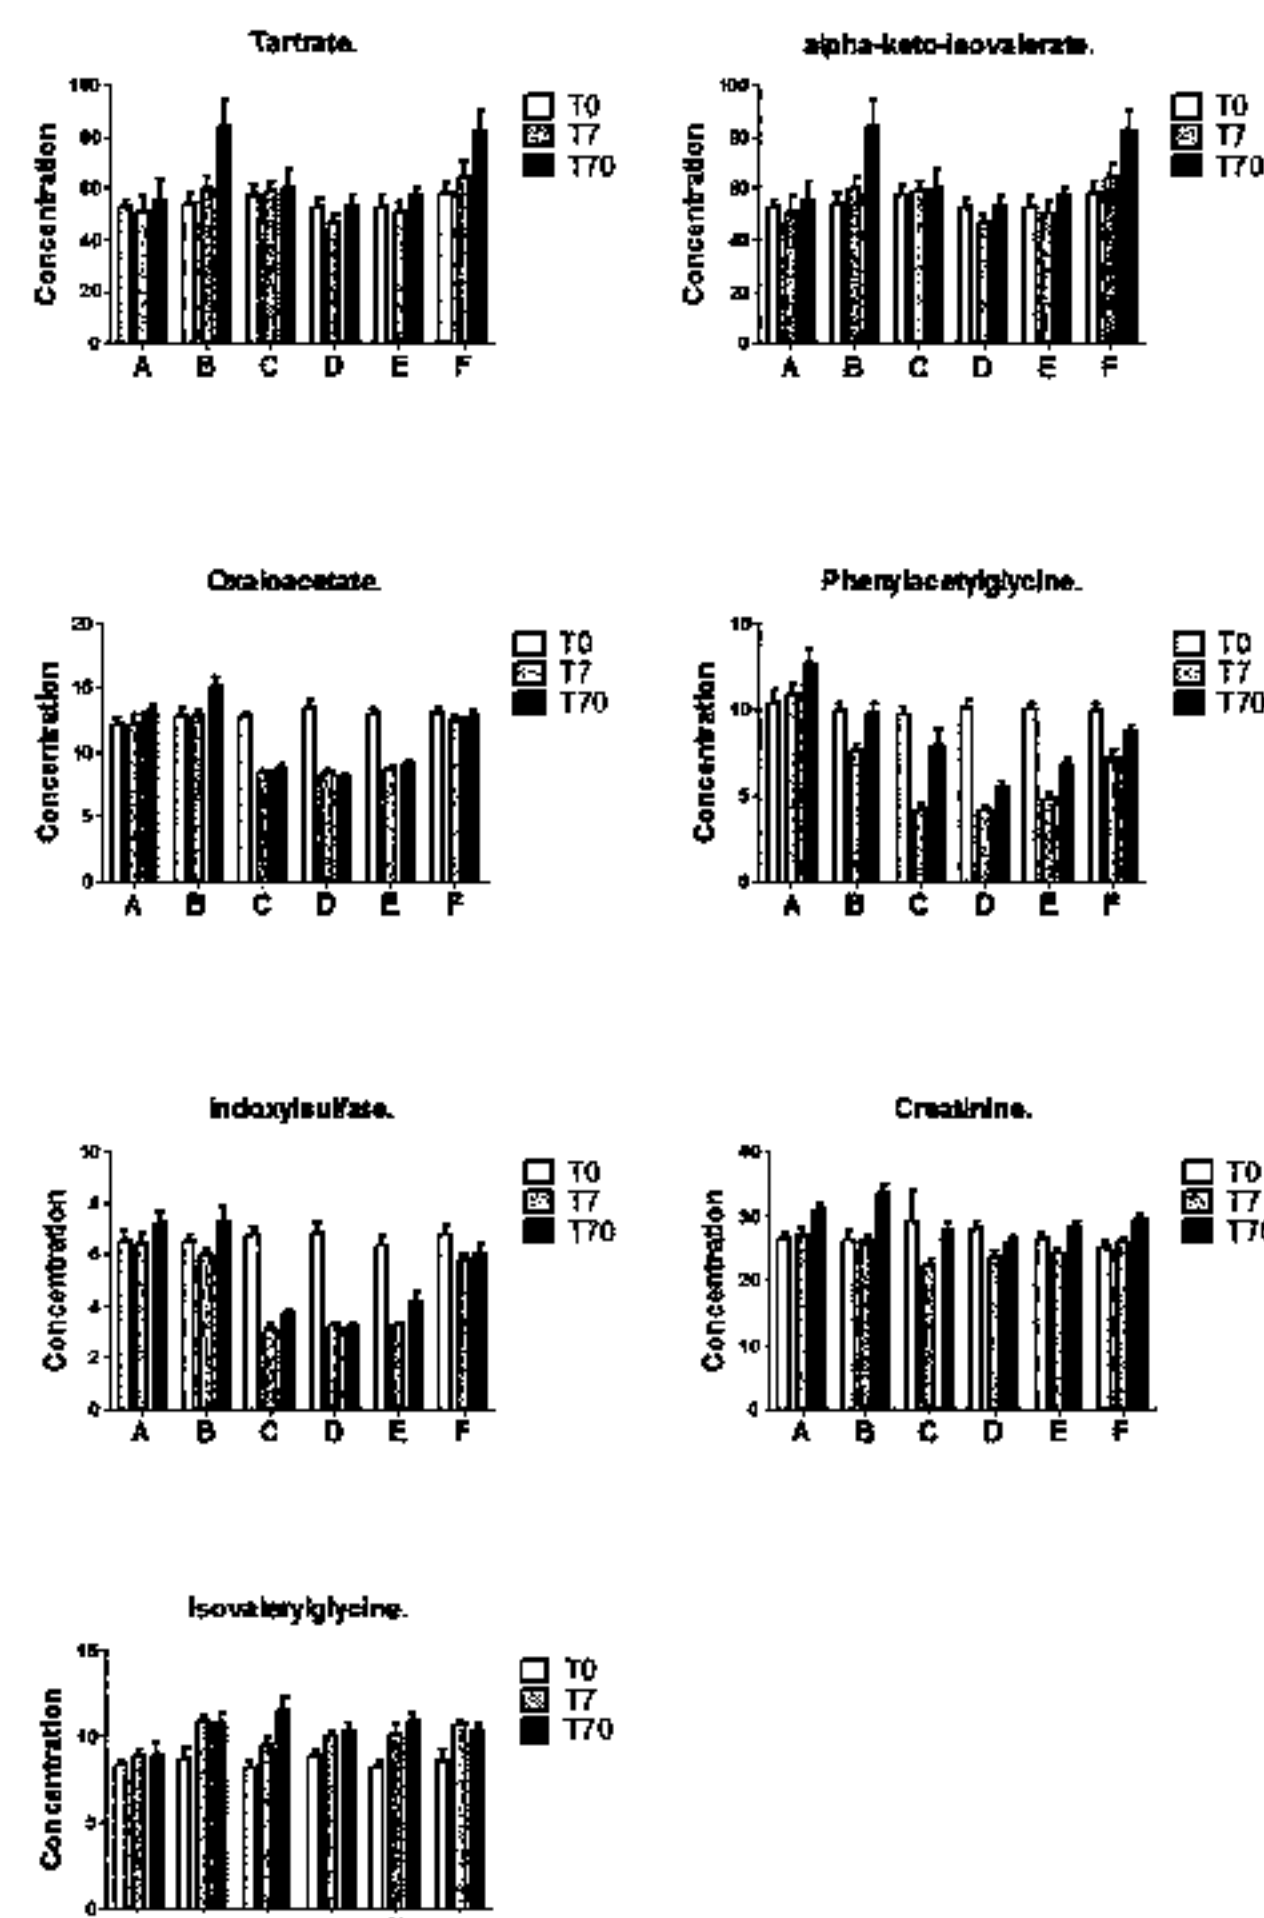 Tartrate.
100
80
60
40
20
0
Concentration
A B C D E F
T0
T7
T70
alpha-keto-isovalerate.
100
80
60
40
20
0
Concentration
A B C D E F
T0
T7
T70
Oxaloacetate.
20
15
10
5
0
Concentration
A B C D E F
T0
T7
T70
Phenylacetylglycine.
15
10
5
0
Concentration
A B C D E F
T0
T7
T70
indoxylsulfate.
10
8
6
4
2
0
Concentration
A B C D E F
T0
T7
T70
Creatinine.
40
30
20
10
0
Concentration
A B C D E F
T0
T7
T70
Isovalerylglycine.
15
10
5
0
Concentration
T0
T7
T70